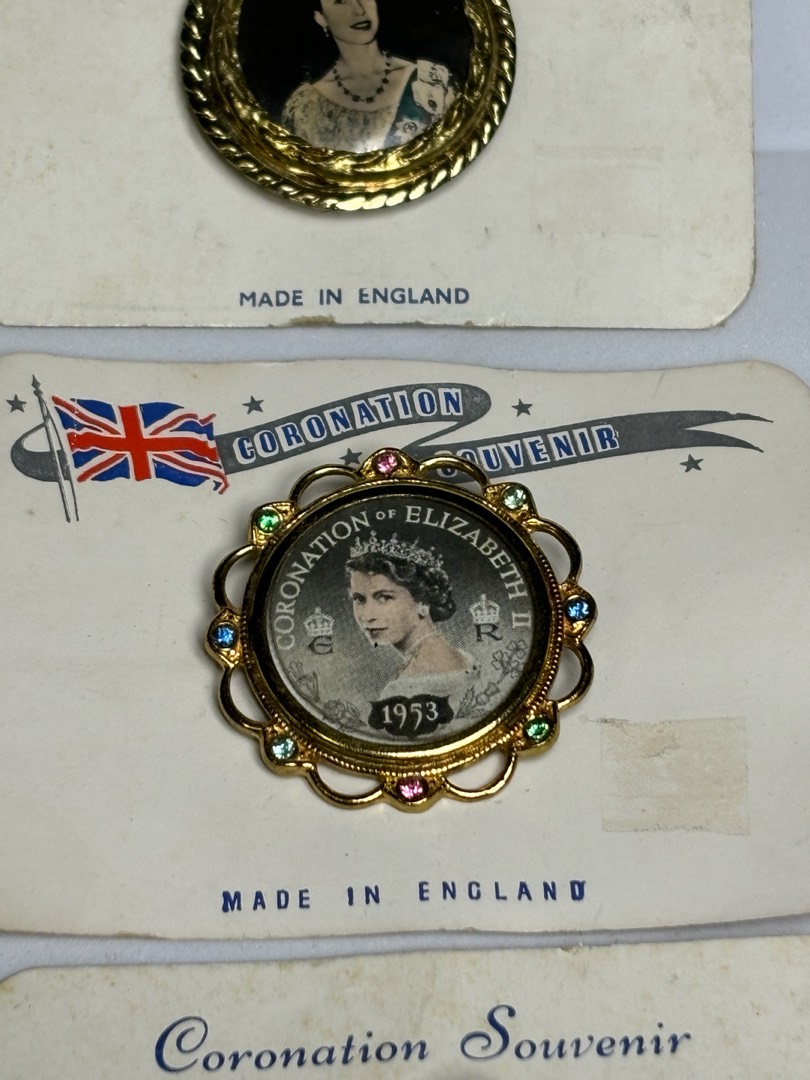 MADE IN ENGLAND
CORONATION
SOUVENIR
CORONATION OF ELIZABETH II
E R
1953
MADE IN ENGLAND
Coronation Souvenir